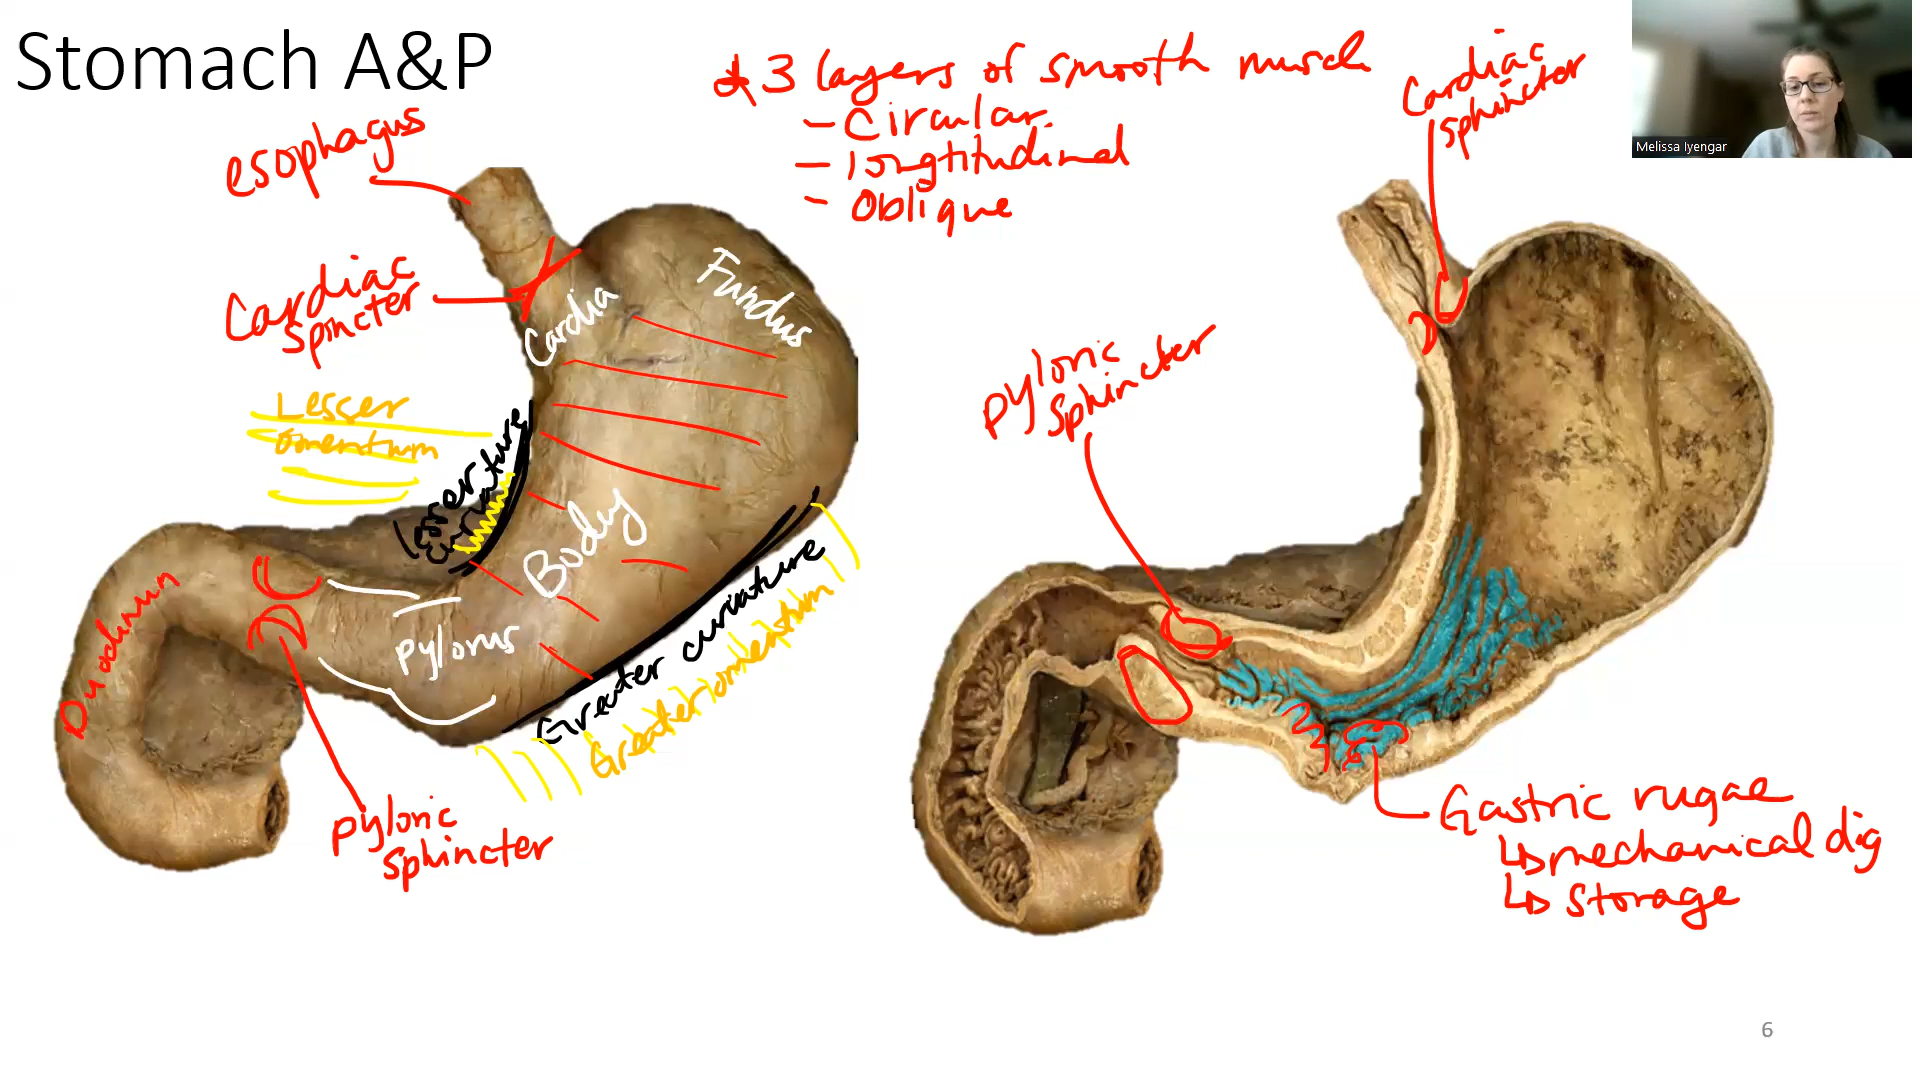 Stomach A&P
* 3 layers of smooth muscle
- Circular
- longtitudinal
- Oblique
Melissa Iyengar
esophagus
Cardiac
Spincter
Cardia
Fundus
Lesser
omentum
Lesser
Curvature
Body
Pylorus
Duodenum
Greater curvature
Greater omentum
pyloric
Sphincter
Cardiac
Sphincter
pyloric
Sphincter
Gastric rugae
↳ mechanical dig
↳ Storage
6